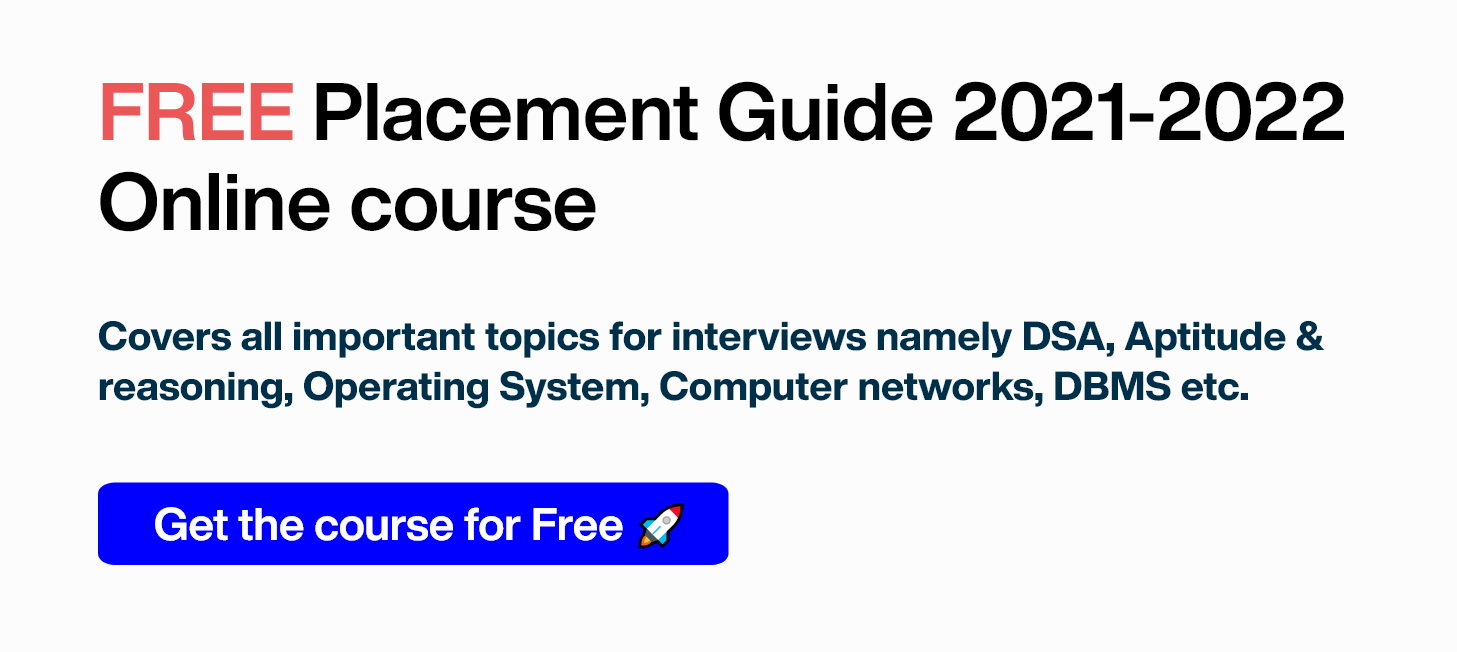 FREE Placement Guide 2021-2022
Online course
Covers all important topics for interviews namely DSA, Aptitude &
reasoning, Operating System, Computer networks, DBMS etc.
Get the course for Free 🚀